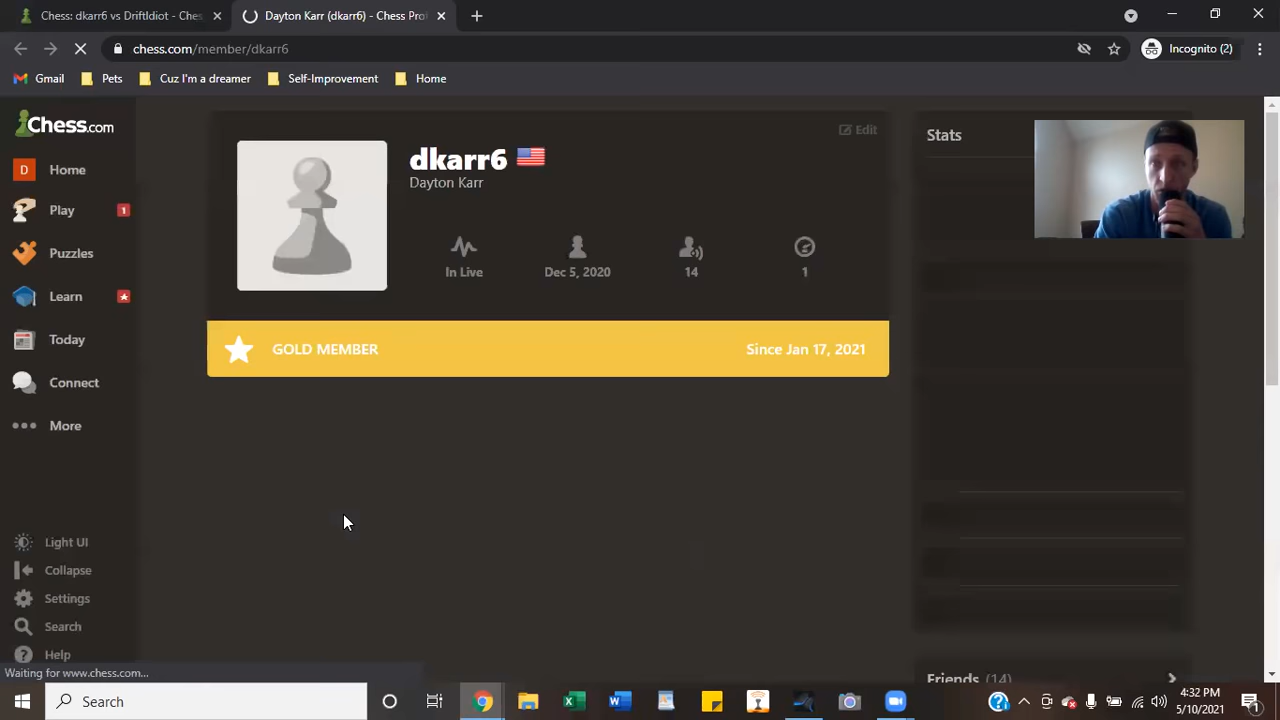 Chess: dkarr6 vs DriftIdiot - Ches
Dayton Karr (dkarr6) - Chess Prof
chess.com/member/dkarr6
Incognito (2)
Gmail
Pets
Cuz I'm a dreamer
Self-Improvement
Home
Chess.com
D Home
Play 1
Puzzles
Learn
Today
Connect
More
Light UI
Collapse
Settings
Search
Help
Edit
dkarr6
Dayton Karr
In Live
Dec 5, 2020
14
1
GOLD MEMBER
Since Jan 17, 2021
Stats
Friends (14)
Waiting for www.chess.com...
Search
4:32 PM
5/10/2021
1